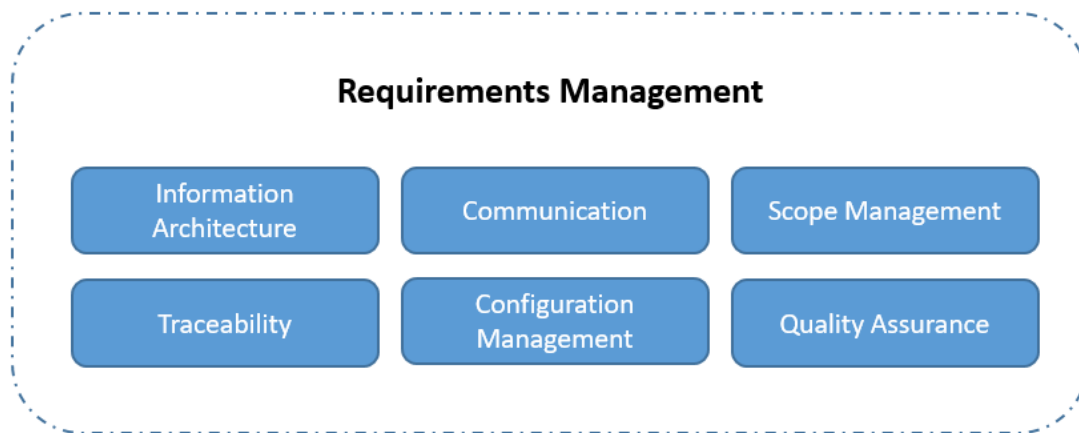 Requirements Management
Information
Architecture
Communication
Scope Management
Traceability
Configuration
Management
Quality Assurance